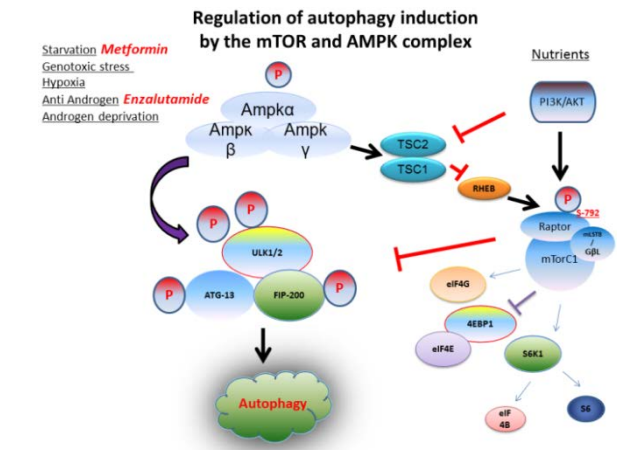 Regulation of autophagy induction
by the mTOR and AMPK complex
Starvation Metformin
Genotoxic stress
Hypoxia
Anti Androgen Enzalutamide
Androgen deprivation
Nutrients
P
Ampkα
Ampk
β
Ampk
γ
PI3K/AKT
TSC2
TSC1
RHEB
P
S-792
Raptor
mLST8
/
GβL
mTorC1
P
P
ULK1/2
P
ATG-13
FIP-200
P
eIF4G
4EBP1
eIF4E
S6K1
Autophagy
eIF
4B
S6